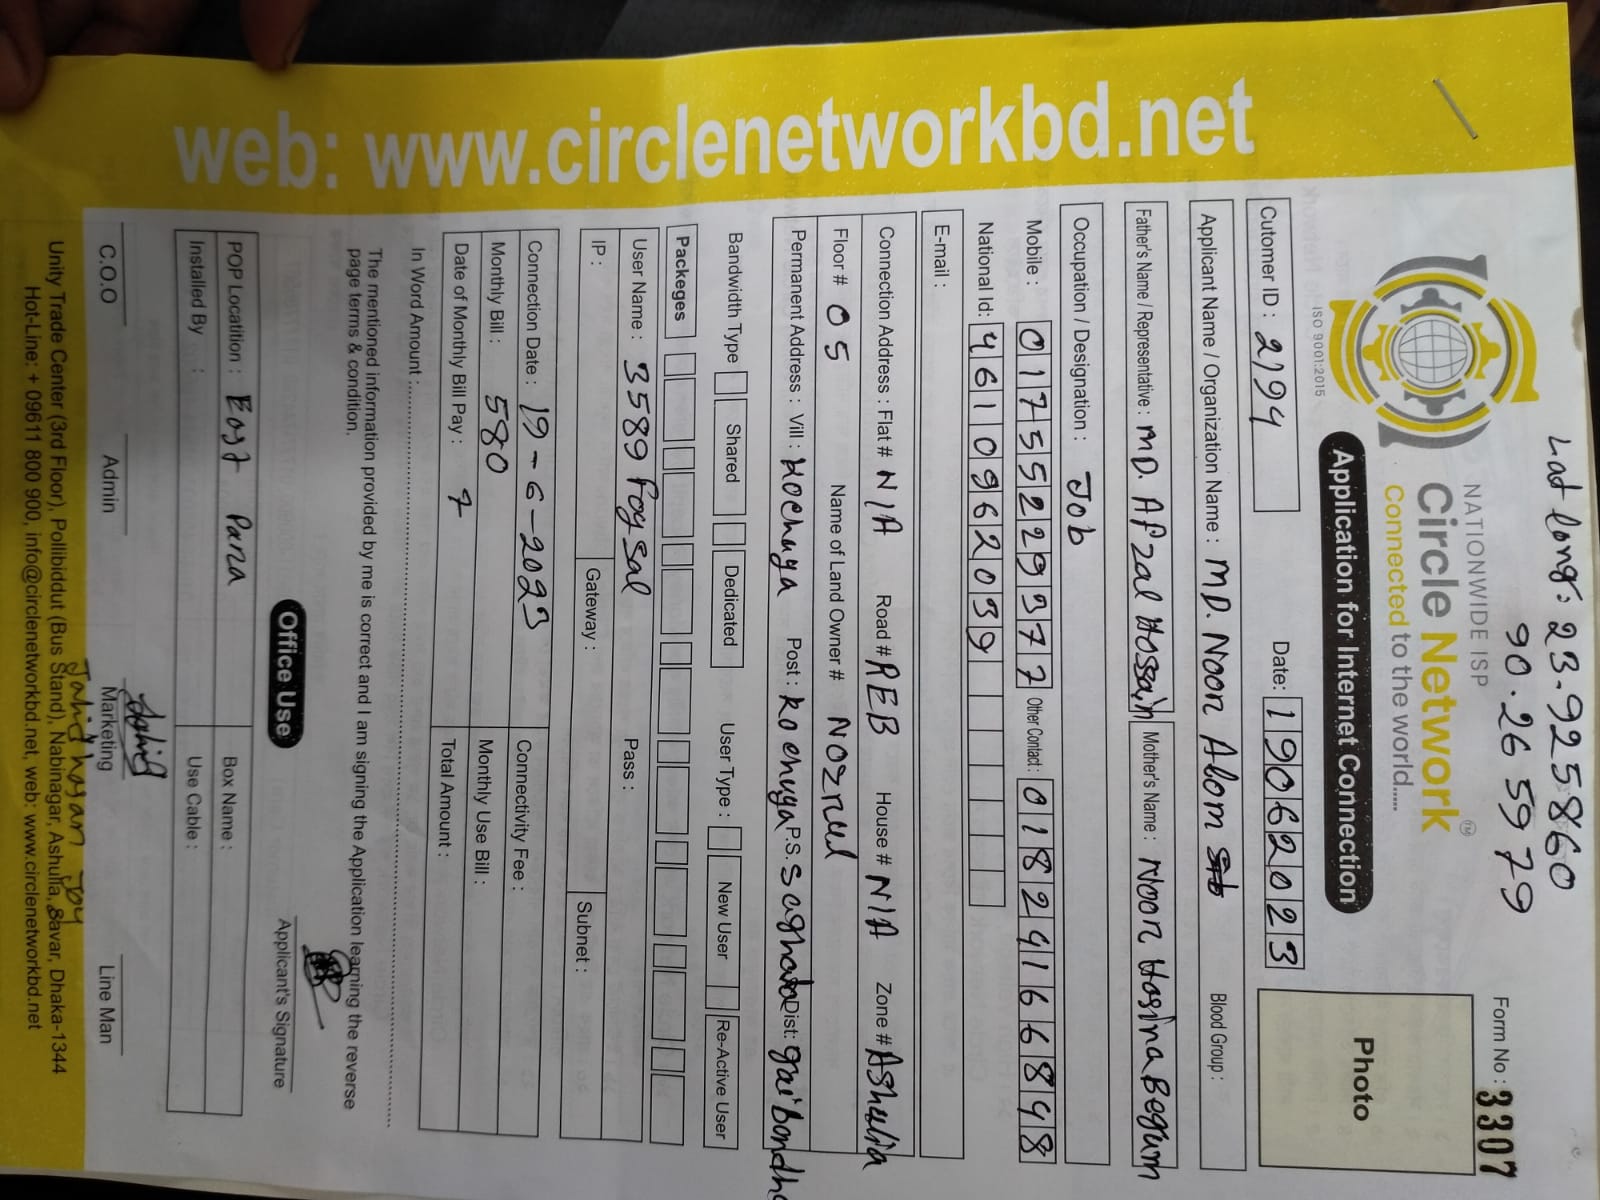 web: www.circlenetworkbd.net
Lat long: 23.925860
90.265979
Form No : 3307
NATIONWIDE ISP
Circle Network TM
Connected to the world.....
ISO 9001:2015
Application for Internet Connection
Photo
Cutomer ID : 2194 Date: 19062023
Applicant Name / Organization Name : MD. Noor Alom Blood Group :
Father's Name / Representative : MD. Afzal Hossain Mother's Name : Noor Hasina Begum
Occupation / Designation : Job
Mobile : 01755229377 Other Contact : 01824166898
National Id: 4610962039
E-mail :
Connection Address : Flat # N/A Road # REB House # N/A Zone # Ashulia
Floor # 05 Name of Land Owner # Nozrul
Permanent Address : Vill : Kochuya Post : Kochuya P.S. Saghata Dist: gaibandha
Bandwidth Type Shared Dedicated User Type : New User Re-Active User
Packeges
User Name : 3589 foysal Pass :
IP : Gateway : Subnet :
Connection Date : 19-6-2023 Connectivity Fee :
Monthly Bill : 580 Monthly Use Bill :
Date of Monthly Bill Pay : 7 Total Amount :
In Word Amount :
The mentioned information provided by me is correct and I am signing the Application learning the reverse
page terms & condition.
Applicant's Signature
Office Use
POP Locatition : East Para Box Name :
Installed By : Use Cable :
C.O.O Admin Marketing Line Man
Jahid hasan Joy
Unity Trade Center (3rd Floor), Pollibiddut (Bus Stand), Nabinagar, Ashulia, Savar, Dhaka-1344
Hot-Line: + 09611 800 900, info@circlenetworkbd.net, web: www.circlenetworkbd.net